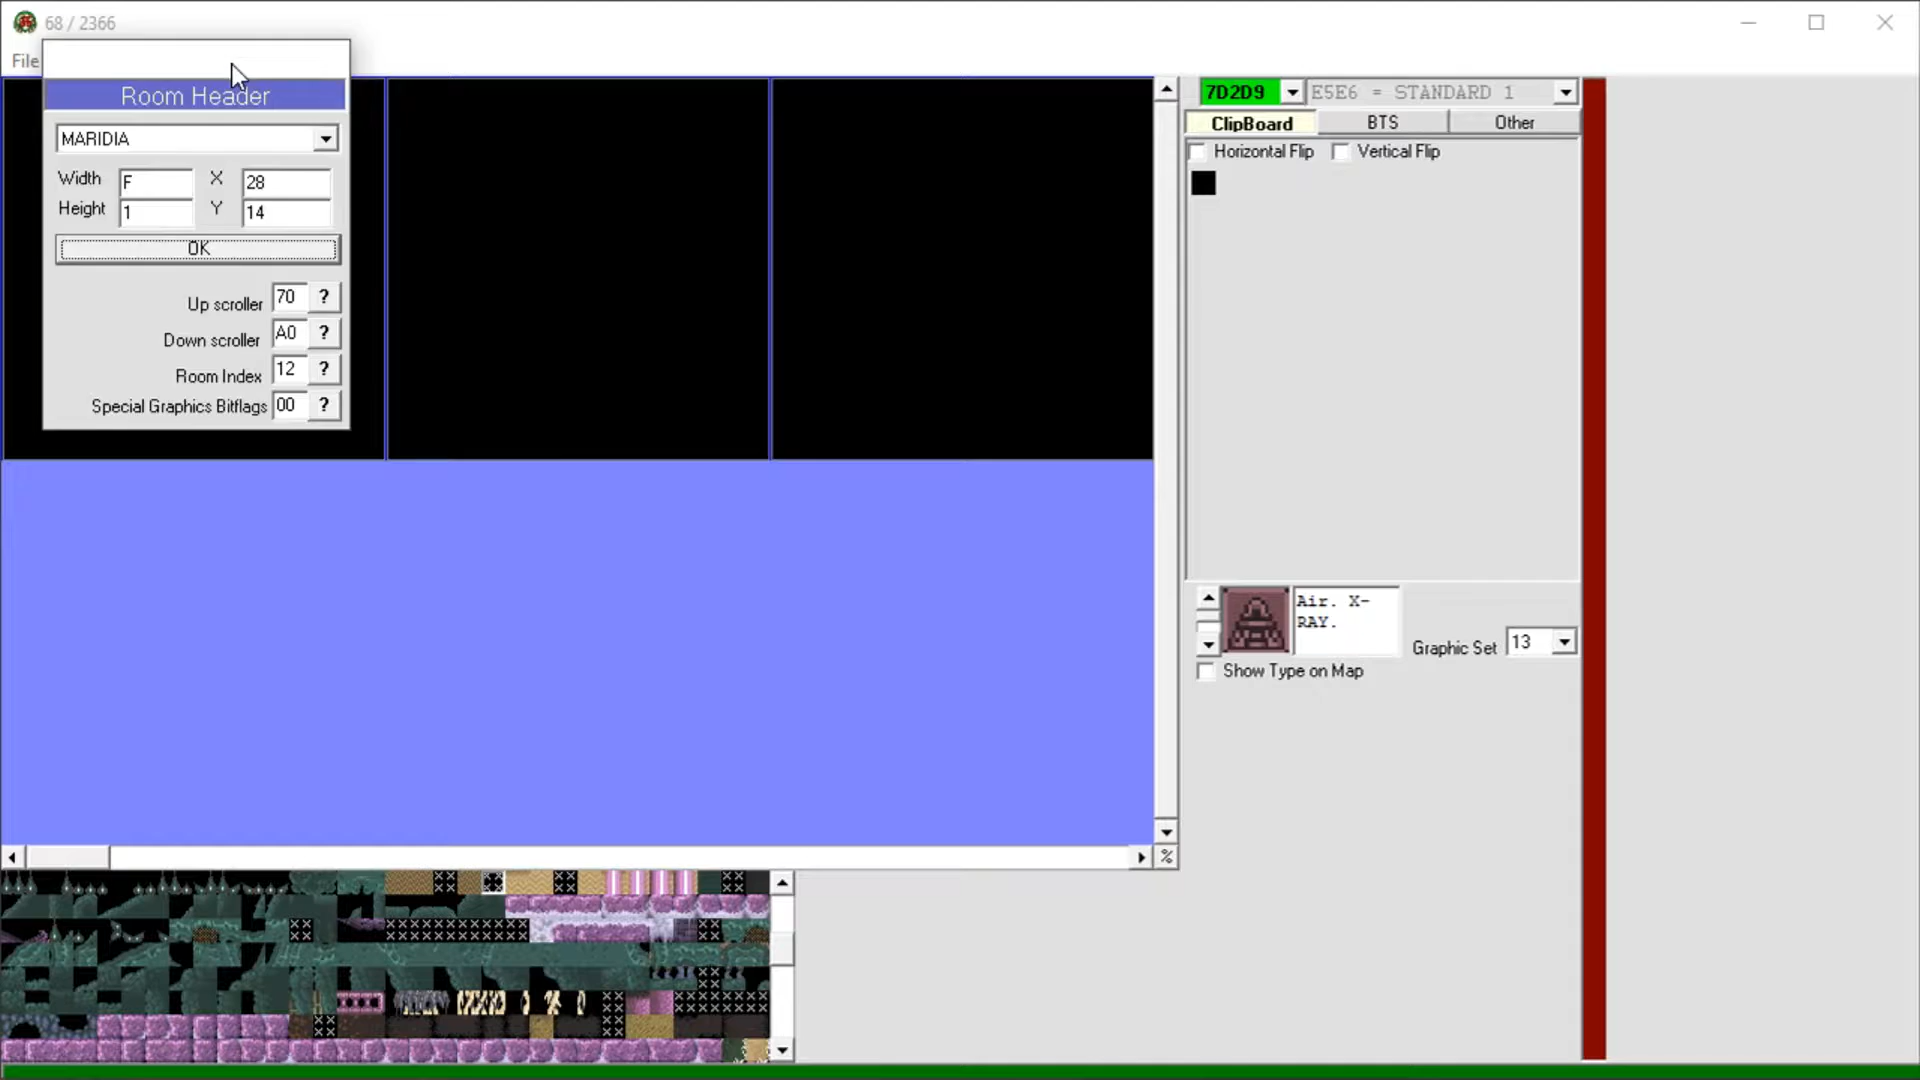 68 / 2366
File
Room Header
MARIDIA
Width F X 28
Height 1 Y 14
OK
Up scroller 70 ?
Down scroller A0 ?
Room Index 12 ?
Special Graphics Bitflags 00 ?
7D2D9 E5E6 = STANDARD 1
ClipBoard BTS Other
Horizontal Flip Vertical Flip
Air. X-
RAY.
Graphic Set 13
Show Type on Map
%